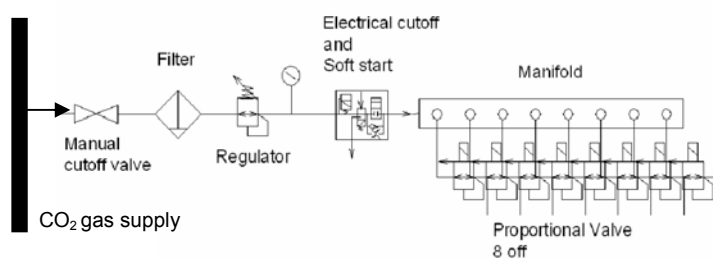 Electrical cutoff
and
Soft start
Filter
Manifold
Manual
cutoff valve
Regulator
CO₂ gas supply
Proportional Valve
8 off